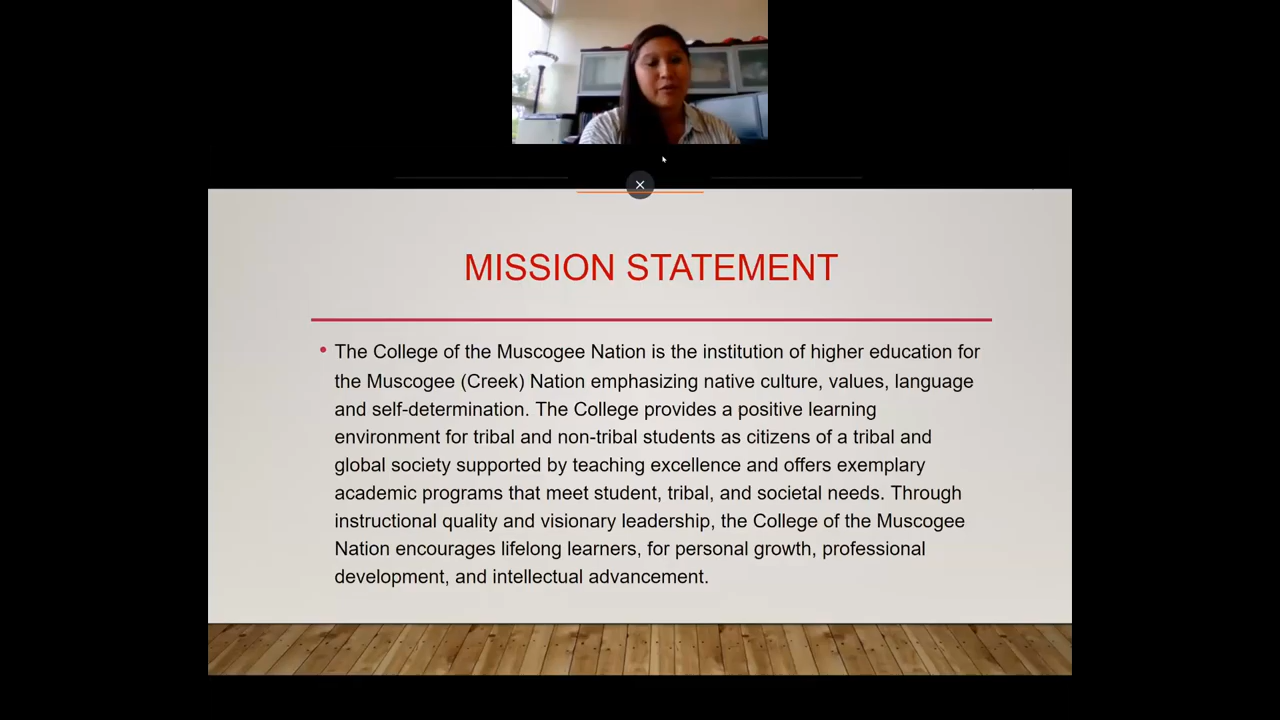 MISSION STATEMENT
• The College of the Muscogee Nation is the institution of higher education for
the Muscogee (Creek) Nation emphasizing native culture, values, language
and self-determination. The College provides a positive learning
environment for tribal and non-tribal students as citizens of a tribal and
global society supported by teaching excellence and offers exemplary
academic programs that meet student, tribal, and societal needs. Through
instructional quality and visionary leadership, the College of the Muscogee
Nation encourages lifelong learners, for personal growth, professional
development, and intellectual advancement.